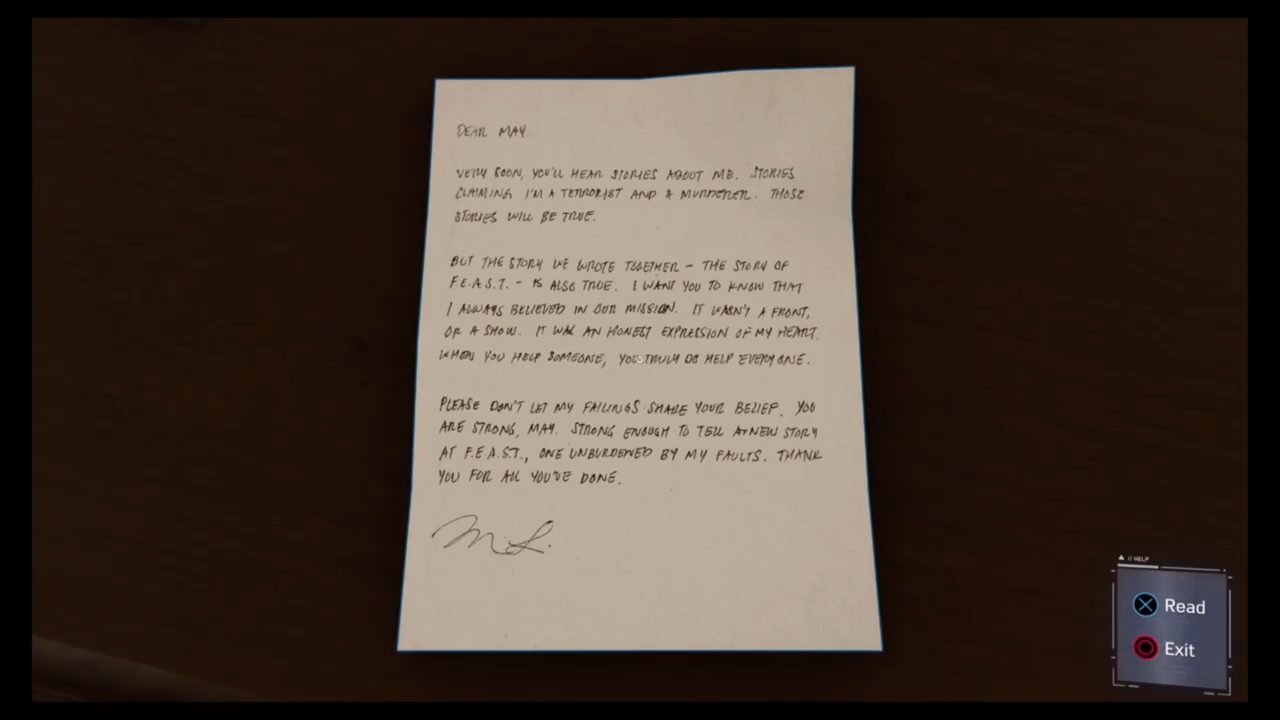 DEAR MAY.
VERY SOON, YOU'LL HEAR STORIES ABOUT ME. STORIES
CLAIMING I'M A TERRORIST AND A MURDERER. THOSE
STORIES WILL BE TRUE.
BUT THE STORY WE WROTE TOGETHER – THE STORY OF
F.E.A.S.T. – IS ALSO TRUE. I WANT YOU TO KNOW THAT
I ALWAYS BELIEVED IN OUR MISSION. IT WASN'T A FRONT,
OR A SHOW. IT WAS AN HONEST EXPRESSION OF MY HEART.
WHEN YOU HELP SOMEONE, YOU TRULY DO HELP EVERYONE.
PLEASE DON'T LET MY FAILINGS SHAKE YOUR BELIEF. YOU
ARE STRONG, MAY. STRONG ENOUGH TO TELL A NEW STORY
AT F.E.A.S.T., ONE UNBURDENED BY MY FAULTS. THANK
YOU FOR ALL YOU'VE DONE.
M L.
// HELP
Read
Exit